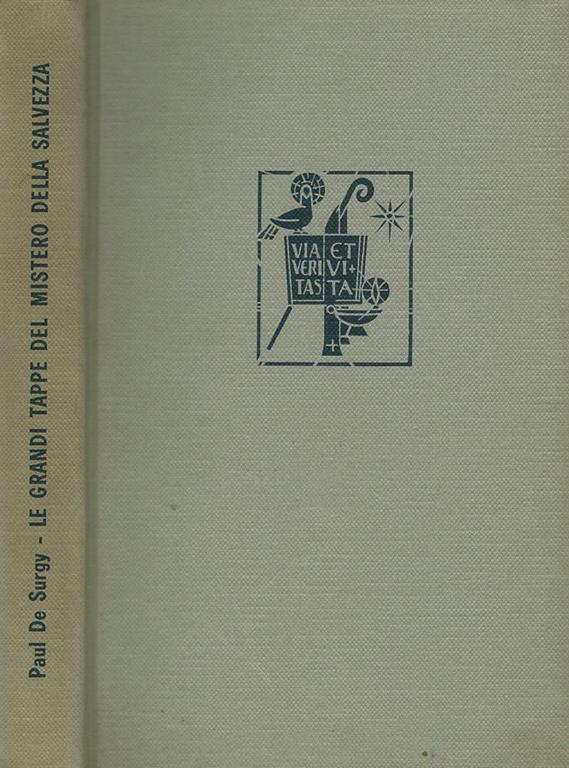 Paul De Surgy - LE GRANDI TAPPE DEL MISTERO DELLA SALVEZZA
VIA ET
VERI VI+
TAS TA